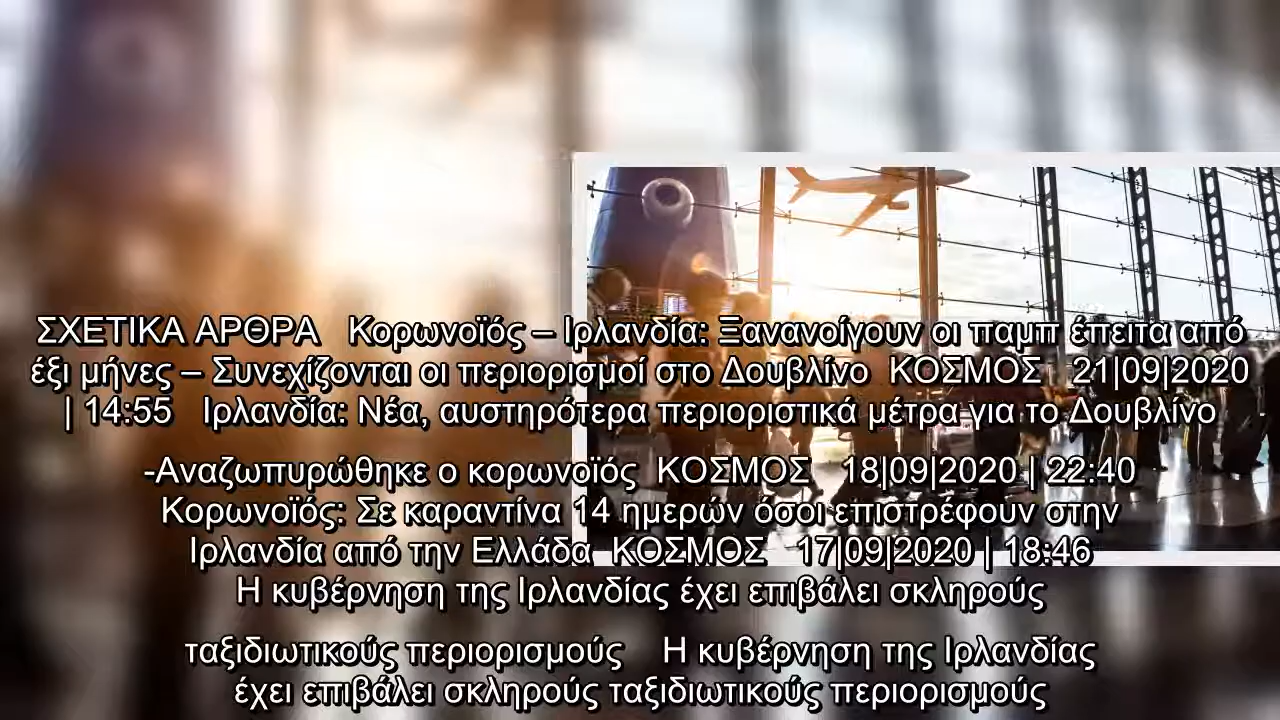 ΣΧΕΤΙΚΑ ΑΡΘΡΑ Κορωνοϊός – Ιρλανδία: Ξανανοίγουν οι παμπ έπειτα από
έξι μήνες – Συνεχίζονται οι περιορισμοί στο Δουβλίνο ΚΟΣΜΟΣ 21|09|2020
| 14:55 Ιρλανδία: Νέα, αυστηρότερα περιοριστικά μέτρα για το Δουβλίνο
-Αναζωπυρώθηκε ο κορωνοϊός ΚΟΣΜΟΣ 18|09|2020 | 22:40
Κορωνοϊός: Σε καραντίνα 14 ημερών όσοι επιστρέφουν στην
Ιρλανδία από την Ελλάδα ΚΟΣΜΟΣ 17|09|2020 | 18:46
Η κυβέρνηση της Ιρλανδίας έχει επιβάλει σκληρούς
ταξιδιωτικούς περιορισμούς Η κυβέρνηση της Ιρλανδίας
έχει επιβάλει σκληρούς ταξιδιωτικούς περιορισμούς